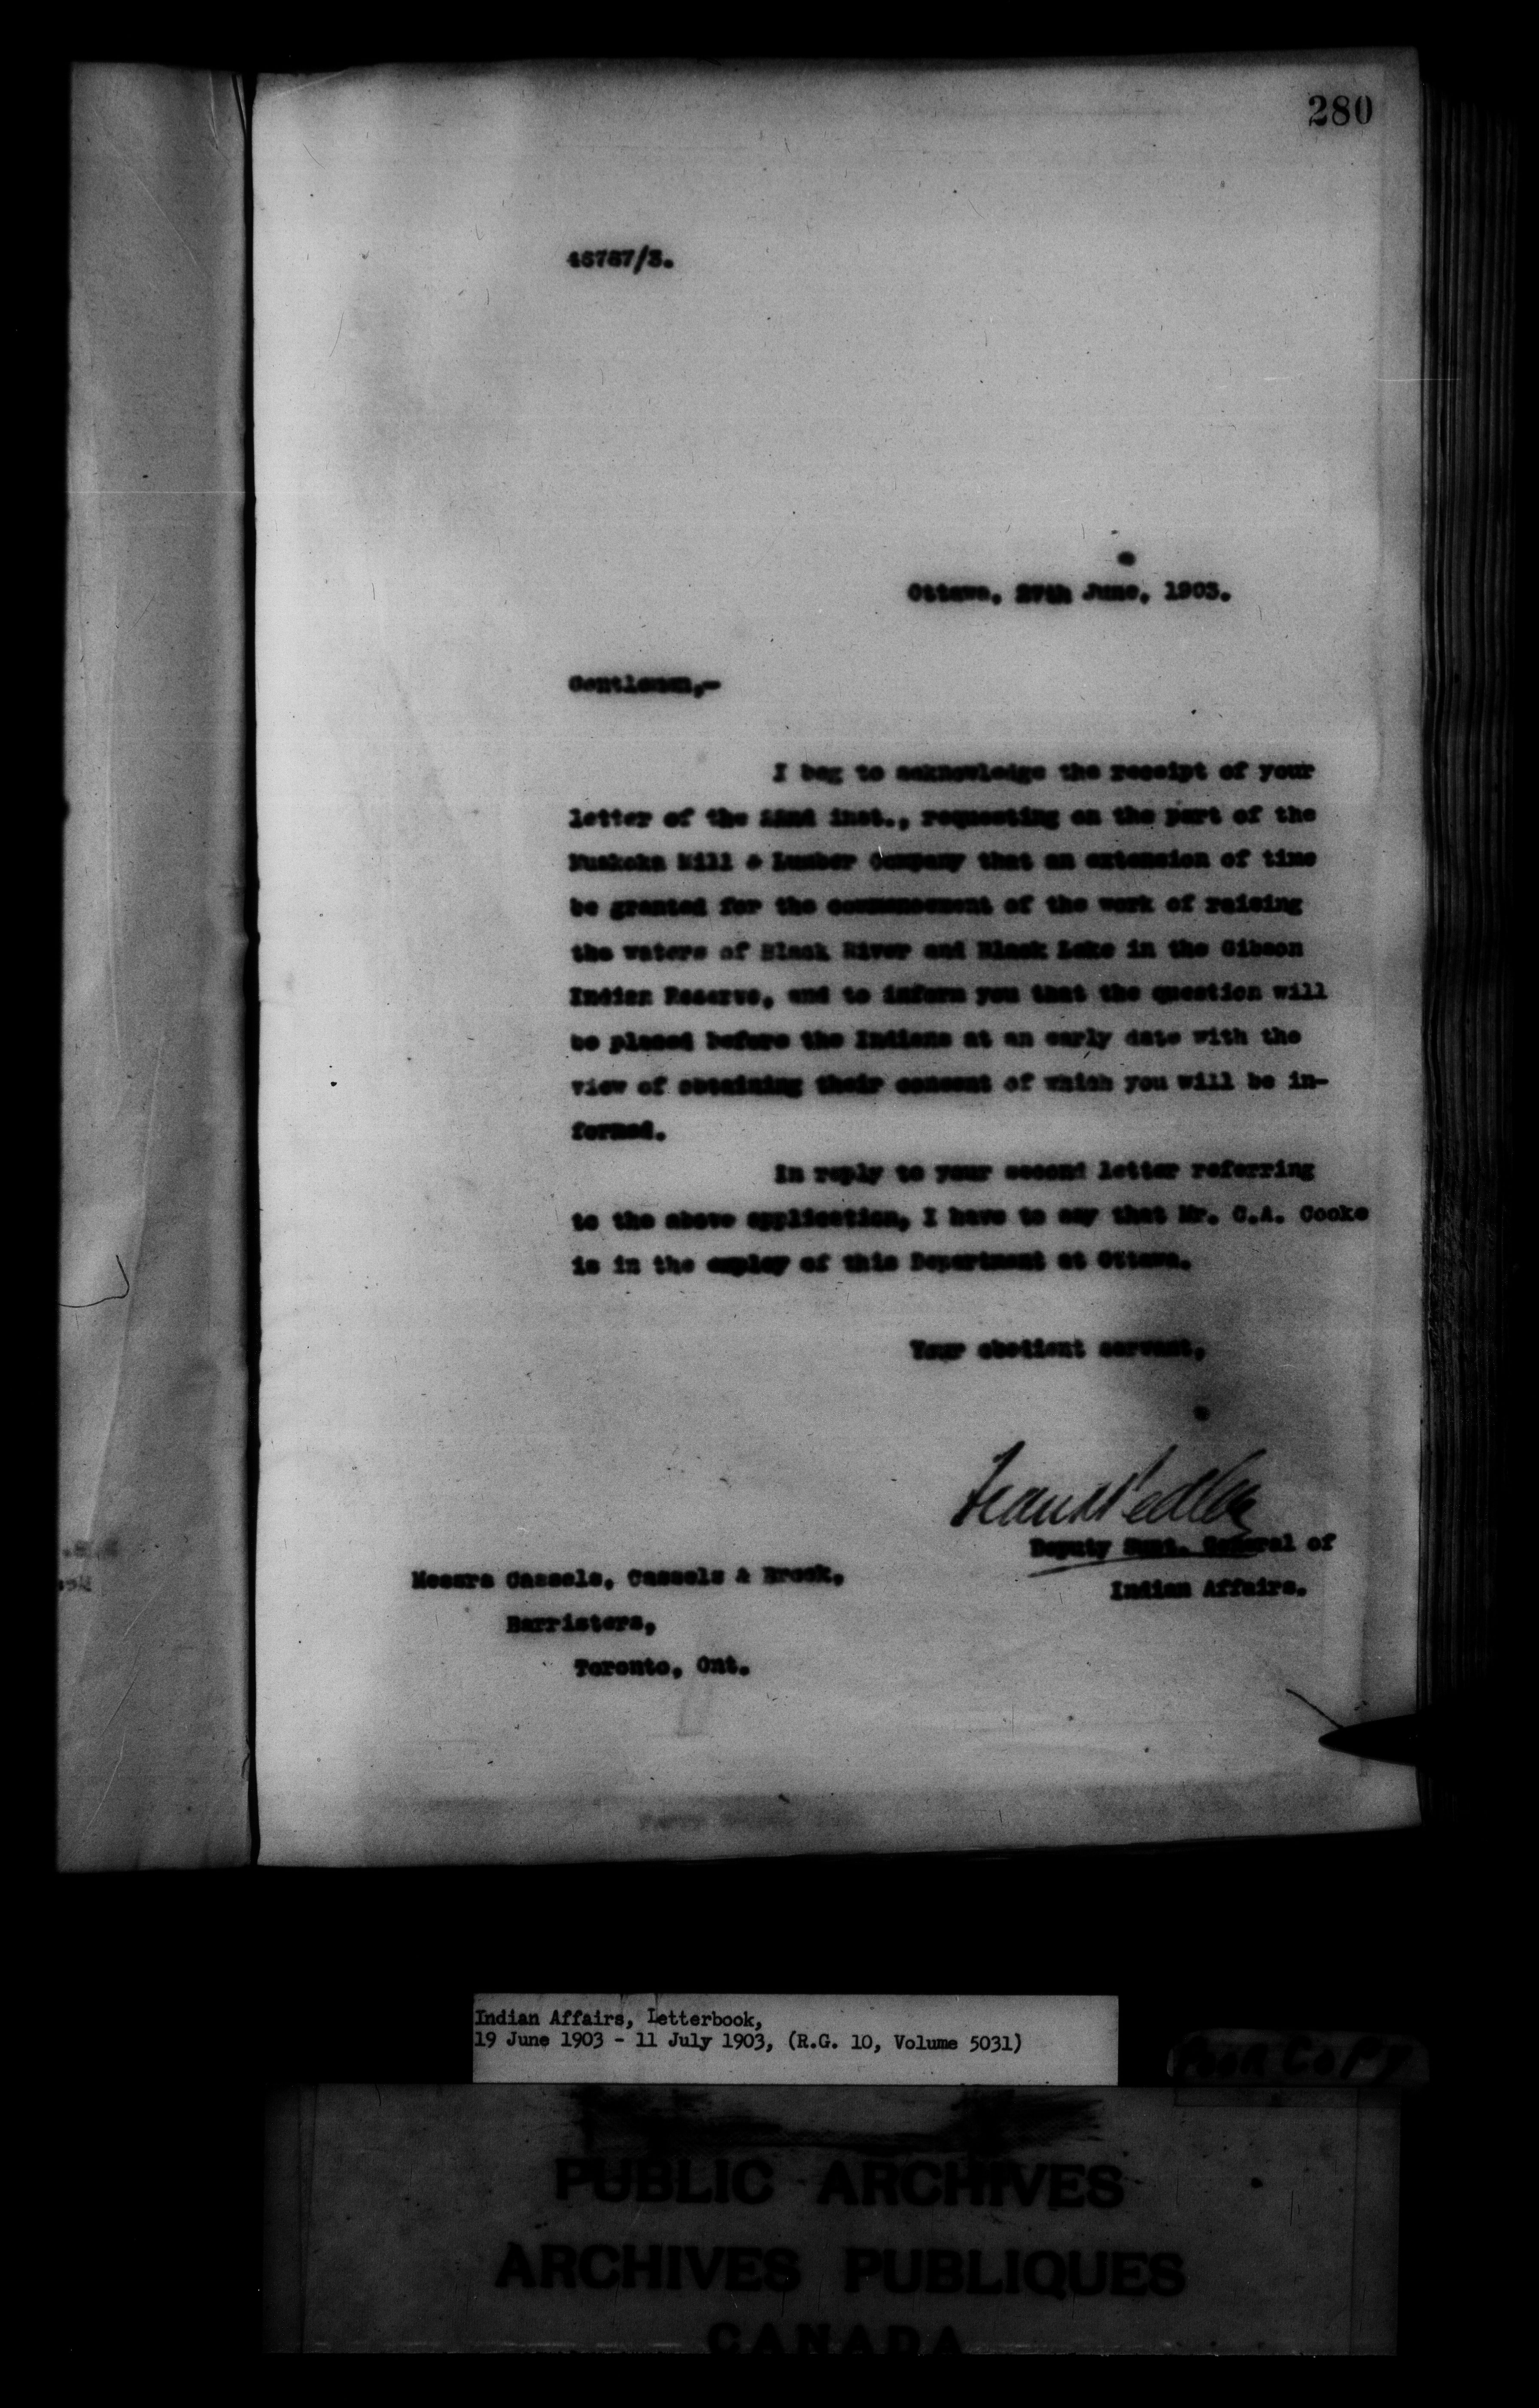 280
46787/3.
Ottawa, 27th June, 1903.
Gentlemen,-
I beg to acknowledge the receipt of your
letter of the 22nd inst., requesting on the part of the
Muskoka Mill & Lumber Company that an extension of time
be granted for the commencement of the work of raising
the waters of Black River and Black Lake in the Gibson
Indian Reserve, and to inform you that the question will
be placed before the Indians at an early date with the
view of obtaining their consent of which you will be in-
formed.
In reply to your second letter referring
to the above application, I have to say that Mr. C.A. Cooke
is in the employ of this Department at Ottawa.
Your obedient servant,
Frank Pedley
Deputy Supt. General of
Indian Affairs.
Messrs Cassels, Cassels & Brock,
Barristers,
Toronto, Ont.
Indian Affairs, Letterbook,
19 June 1903 - 11 July 1903, (R.G. 10, Volume 5031)
POOR COPY
PUBLIC ARCHIVES
ARCHIVES PUBLIQUES
CANADA